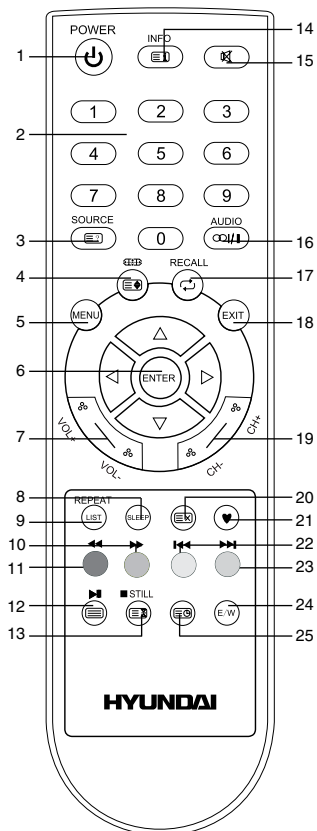 POWER
INFO
14
1
15
1 2 3
2
4 5 6
7 8 9
SOURCE
AUDIO
3
0
16
RECALL
4
17
MENU
EXIT
5
18
6
ENTER
VOL+
CH+
7
19
VOL-
CH-
8
20
REPEAT
9
LIST
SLEEP
21
10
22
11
23
12
■ STILL
24
13
E/W
25
HYUNDAI